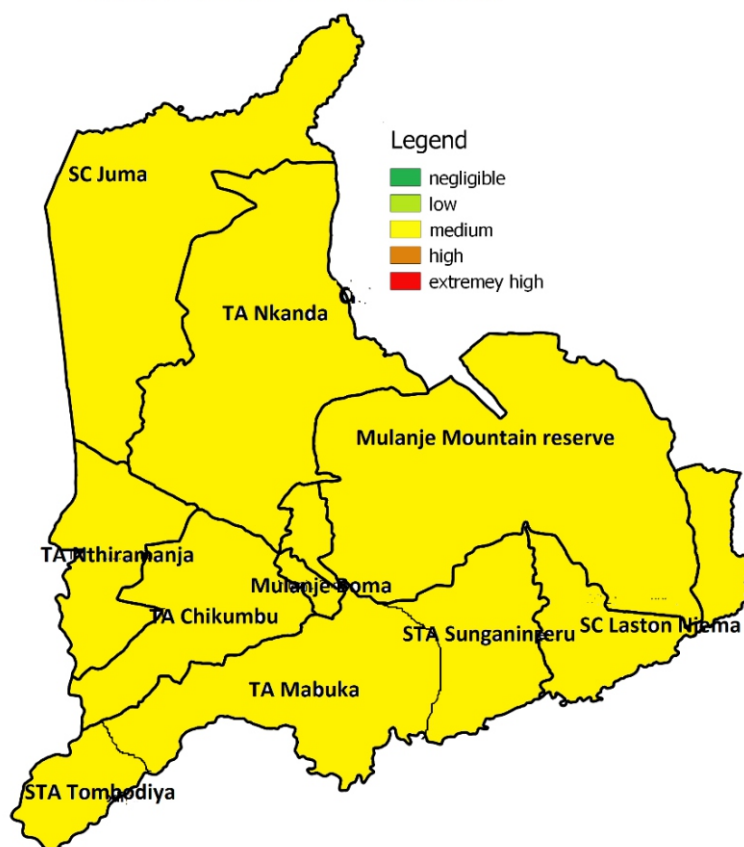 SC Juma
Legend
negligible
low
medium
high
extremey high
TA Nkanda
Mulanje Mountain reserve
TA Nthiramanja
Mulanje Boma
TA Chikumbu
STA Sunganinzeru
SC Laston Njema
TA Mabuka
STA Tombodiya